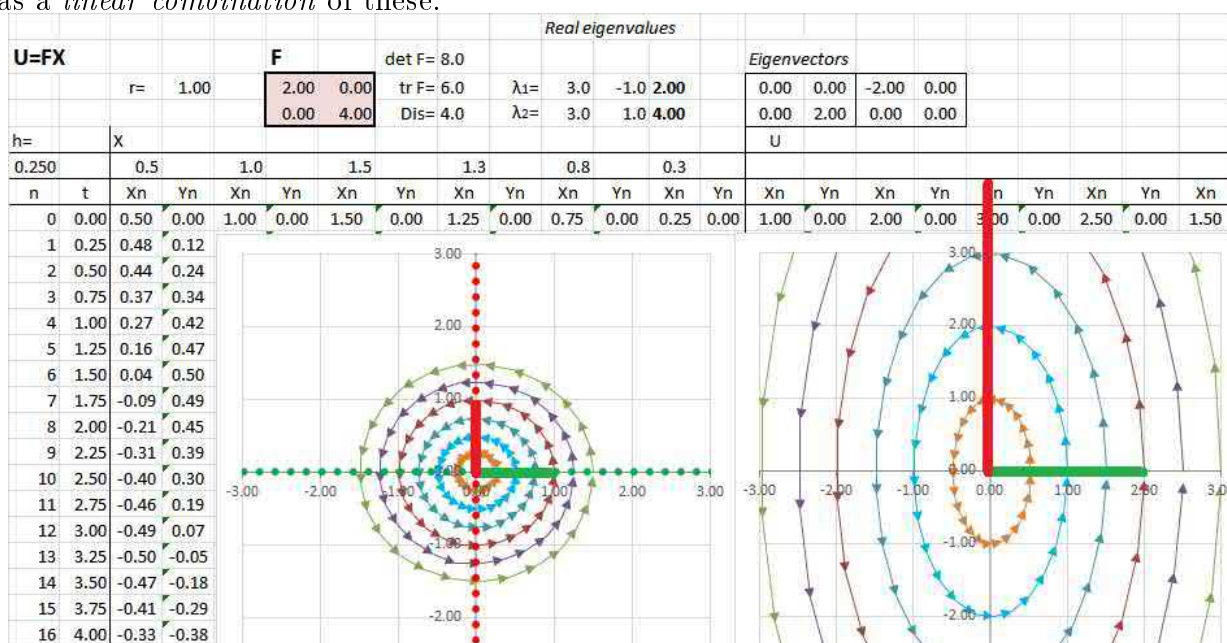 as a linear combination of these.
Real eigenvalues
U=FX F det F= 8.0 Eigenvectors
r= 1.00 2.00 0.00 tr F= 6.0 λ1= 3.0 -1.0 2.00 0.00 0.00 -2.00 0.00
0.00 4.00 Dis= 4.0 λ2= 3.0 1.0 4.00 0.00 2.00 0.00 0.00
h= X U
0.250 0.5 1.0 1.5 1.3 0.8 0.3
n t Xn Yn Xn Yn Xn Yn Xn Yn Xn Yn Xn Yn Xn Yn Xn Yn Yn Xn Yn Xn
0 0.00 0.50 0.00 1.00 0.00 1.50 0.00 1.25 0.00 0.75 0.00 0.25 0.00 1.00 0.00 2.00 0.00 3.00 0.00 2.50 0.00 1.50
1 0.25 0.48 0.12
2 0.50 0.44 0.24
3 0.75 0.37 0.34
4 1.00 0.27 0.42
5 1.25 0.16 0.47
6 1.50 0.04 0.50
7 1.75 -0.09 0.49
8 2.00 -0.21 0.45
9 2.25 -0.31 0.39
10 2.50 -0.40 0.30
11 2.75 -0.46 0.19
12 3.00 -0.49 0.07
13 3.25 -0.50 -0.05
14 3.50 -0.47 -0.18
15 3.75 -0.41 -0.29
16 4.00 -0.33 -0.38
3.00
2.00
1.00
-3.00 -2.00 -1.00 0.00 1.00 2.00 3.00
-1.00
-2.00
3.00
2.00
1.00
0.00
-3.00 -2.00 -1.00 0.00 1.00 2.00
-1.00
-2.00